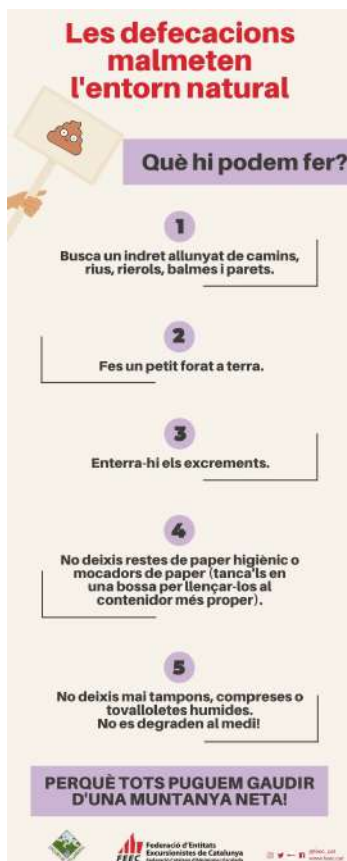 Les defecacions
malmeten
l'entorn natural
Què hi podem fer?
1
Busca un indret allunyat de camins,
rius, rierols, balmes i parets.
2
Fes un petit forat a terra.
3
Enterra-hi els excrements.
4
No deixis restes de paper higiènic o
mocadors de paper (tanca'ls en
una bossa per llençar-los al
contenidor més proper).
5
No deixis mai tampons, compreses o
tovalloletes humides.
No es degraden al medi!
PERQUÈ TOTS PUGUEM GAUDIR
D'UNA MUNTANYA NETA!
Federació d'Entitats
Excursionistes de Catalunya
FEEC